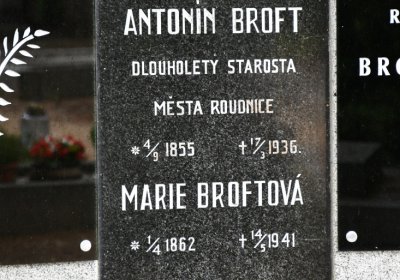 ANTONÍN BROFT
DLOUHOLETÝ STAROSTA
MĚSTA ROUDNICE
* 4/9 1855 † 17/3 1936.
MARIE BROFTOVÁ
* 1/4 1862 † 14/5 1941
R
BRO